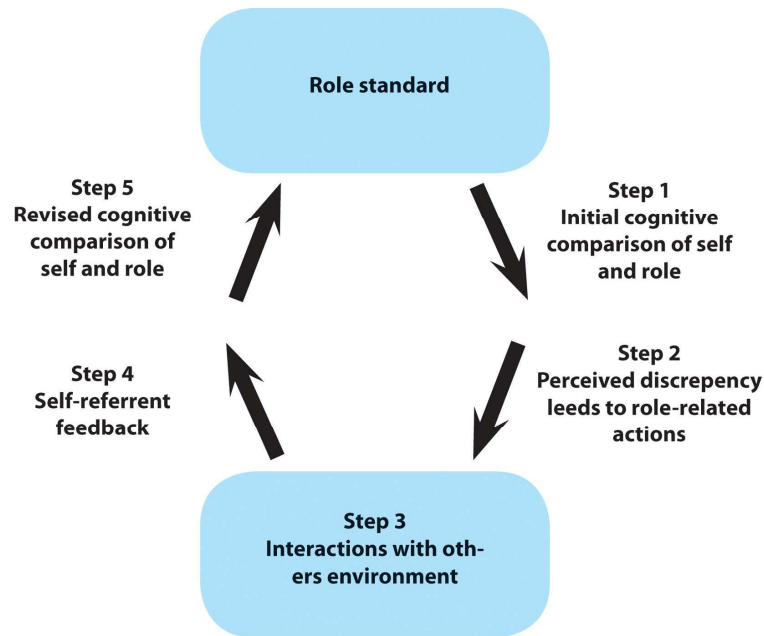 Role standard
Step 1
Initial cognitive
comparison of self
and role
Step 2
Perceived discrepency
leeds to role-related
actions
Step 3
Interactions with oth-
ers environment
Step 4
Self-referrent
feedback
Step 5
Revised cognitive
comparison of
self and role